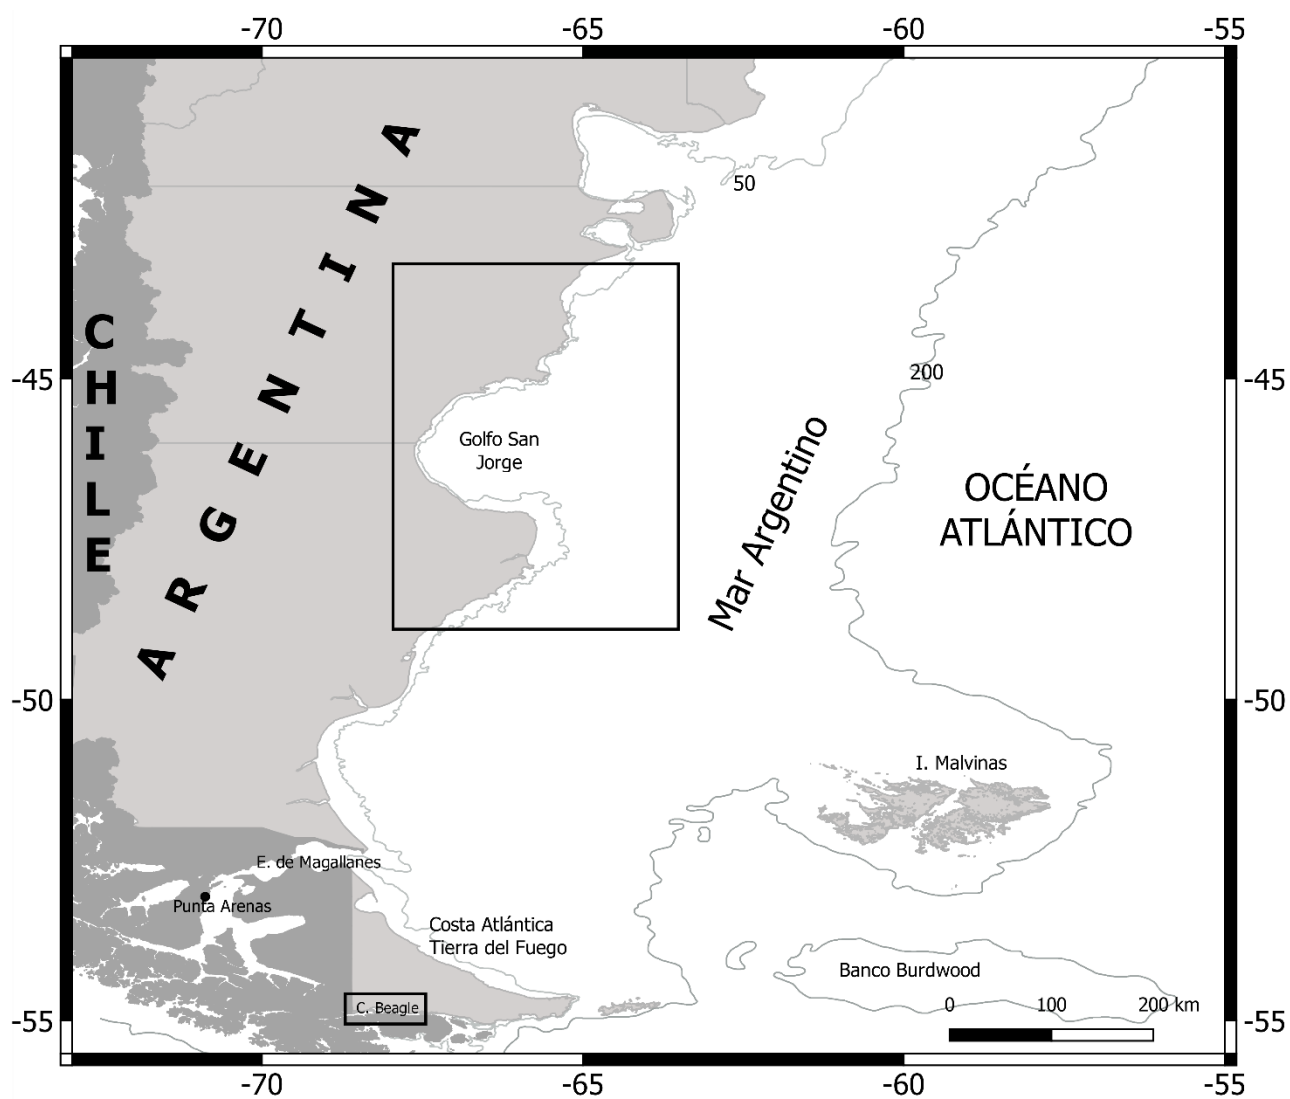 -70 -65 -60 -55
50
CHILE
ARGENTINA
-45 -45
200
Golfo San
Jorge
Mar Argentino
OCÉANO
ATLÁNTICO
-50 -50
I. Malvinas
E. de Magallanes
Punta Arenas
Costa Atlántica
Tierra del Fuego
Banco Burdwood
C. Beagle
0 100 200 km
-55 -55
-70 -65 -60 -55